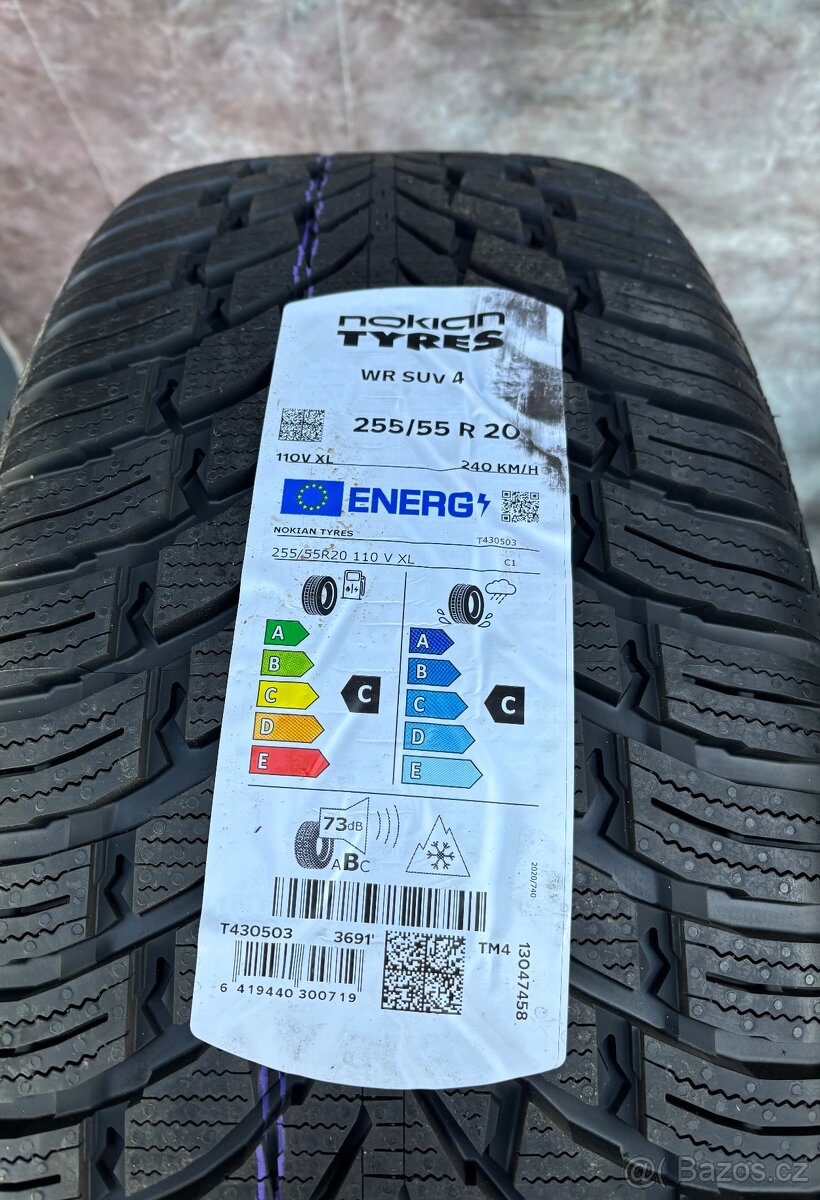 nokian
TYRES
WR SUV 4
255/55 R 20
110V XL 240 KM/H
ENERG
NOKIAN TYRES T430503
255/55R20 110 V XL C1
A A
B B
C C C C
D D
E E
73dB
ABC
2020/740
T430503 3691 TM4
13047458
6 419440 300719
@ Bazos.cz